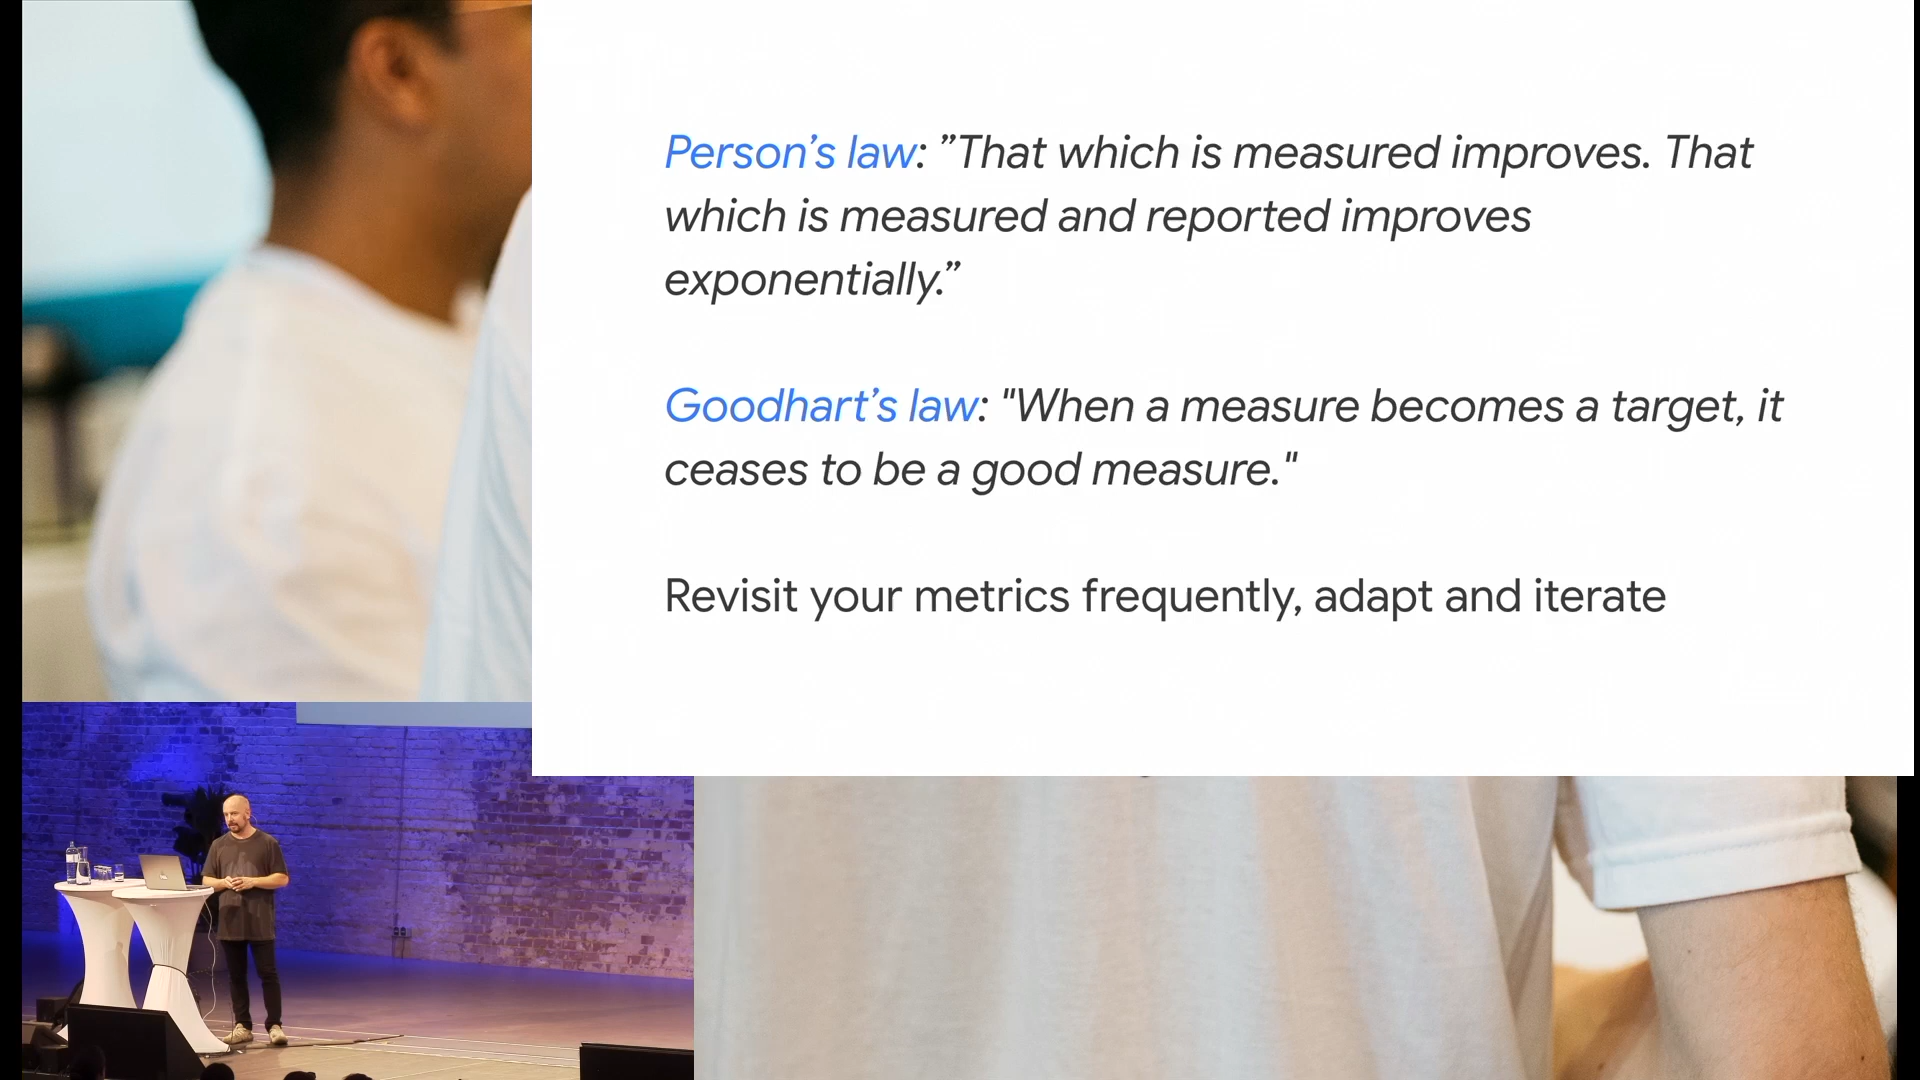 Person’s law: ”That which is measured improves. That
which is measured and reported improves
exponentially.”
Goodhart’s law: "When a measure becomes a target, it
ceases to be a good measure."
Revisit your metrics frequently, adapt and iterate